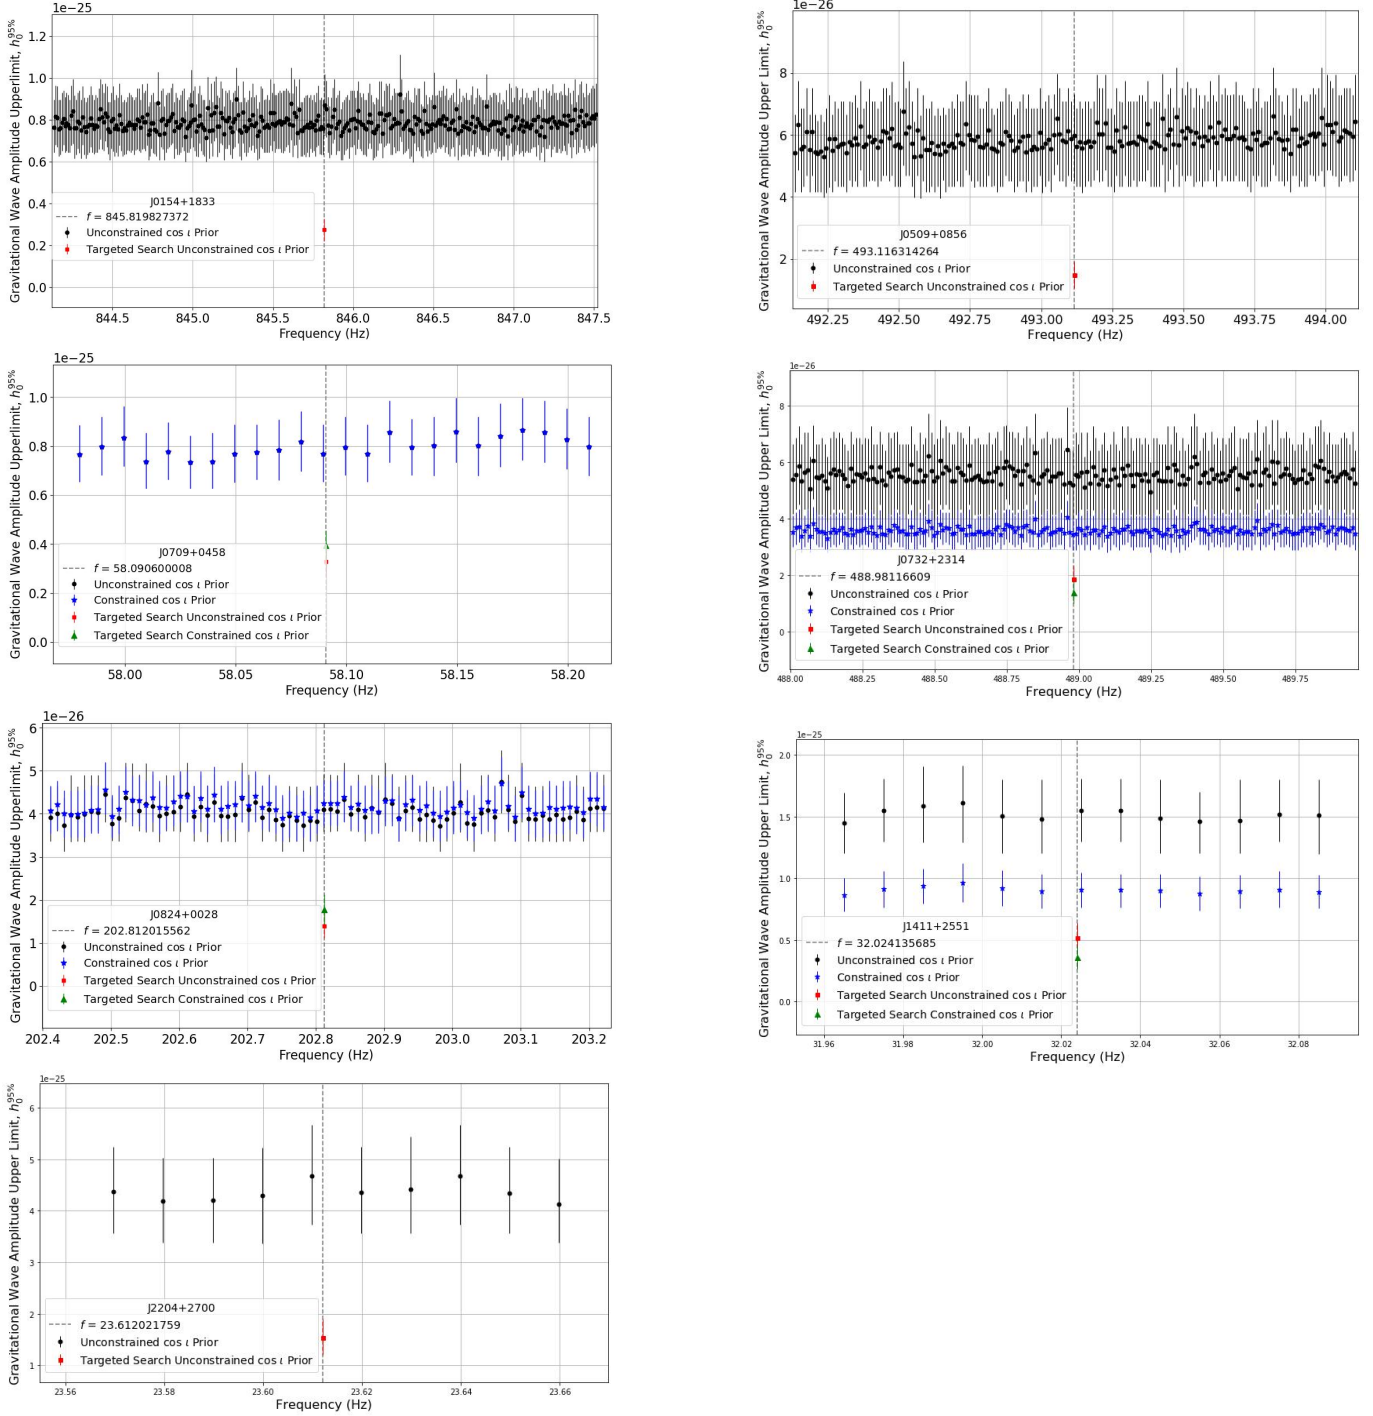 1e−25
Gravitational Wave Amplitude Upperlimit, h₀⁹⁵%
1.2
1.0
0.8
0.6
0.4
0.2
0.0
J0154+1833
f = 845.819827372
Unconstrained cos ι Prior
Targeted Search Unconstrained cos ι Prior
844.5 845.0 845.5 846.0 846.5 847.0 847.5
Frequency (Hz)
1e−26
Gravitational Wave Amplitude Upper Limit, h₀⁹⁵%
8
6
4
2
J0509+0856
f = 493.116314264
Unconstrained cos ι Prior
Targeted Search Unconstrained cos ι Prior
492.25 492.50 492.75 493.00 493.25 493.50 493.75 494.00
Frequency (Hz)
1e−25
Gravitational Wave Amplitude Upperlimit, h₀⁹⁵%
1.0
0.8
0.6
0.4
0.2
0.0
J0709+0458
f = 58.090600008
Unconstrained cos ι Prior
Constrained cos ι Prior
Targeted Search Unconstrained cos ι Prior
Targeted Search Constrained cos ι Prior
58.00 58.05 58.10 58.15 58.20
Frequency (Hz)
1e−26
Gravitational Wave Amplitude Upper Limit, h₀⁹⁵%
8
6
4
2
0
J0732+2314
f = 488.98116609
Unconstrained cos ι Prior
Constrained cos ι Prior
Targeted Search Unconstrained cos ι Prior
Targeted Search Constrained cos ι Prior
488.00 488.25 488.50 488.75 489.00 489.25 489.50 489.75
Frequency (Hz)
1e−26
Gravitational Wave Amplitude Upperlimit, h₀⁹⁵%
6
5
4
3
2
1
0
J0824+0028
f = 202.812015562
Unconstrained cos ι Prior
Constrained cos ι Prior
Targeted Search Unconstrained cos ι Prior
Targeted Search Constrained cos ι Prior
202.4 202.5 202.6 202.7 202.8 202.9 203.0 203.1 203.2
Frequency (Hz)
1e−25
Gravitational Wave Amplitude Upper Limit, h₀⁹⁵%
2.0
1.5
1.0
0.5
0.0
J1411+2551
f = 32.024135685
Unconstrained cos ι Prior
Constrained cos ι Prior
Targeted Search Unconstrained cos ι Prior
Targeted Search Constrained cos ι Prior
31.96 31.98 32.00 32.02 32.04 32.06 32.08
Frequency (Hz)
1e−25
Gravitational Wave Amplitude Upper Limit, h₀⁹⁵%
6
5
4
3
2
1
J2204+2700
f = 23.612021759
Unconstrained cos ι Prior
Targeted Search Unconstrained cos ι Prior
23.56 23.58 23.60 23.62 23.64 23.66
Frequency (Hz)